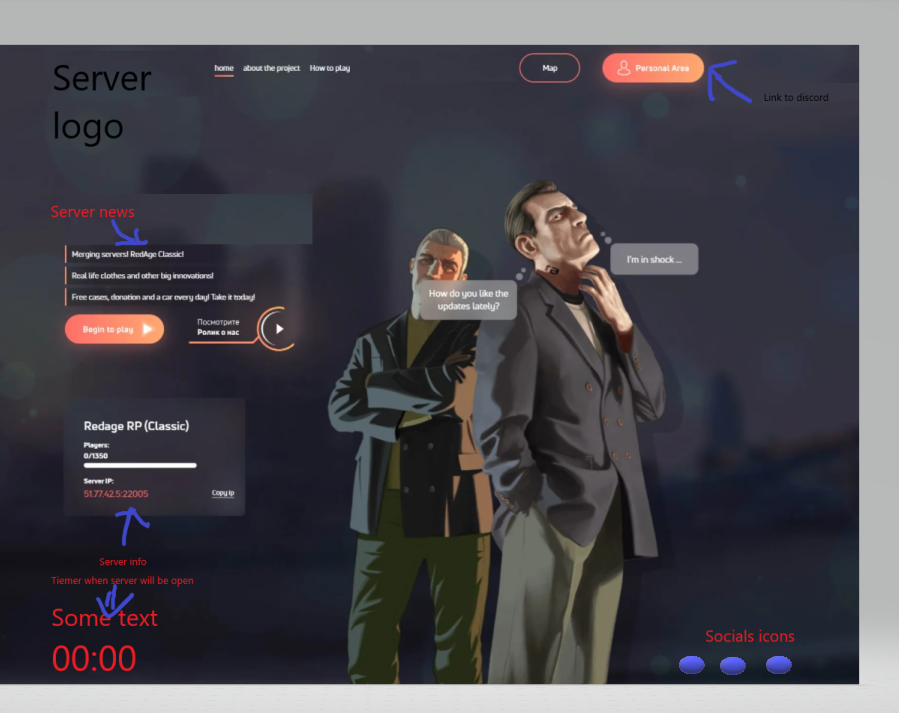 Server
logo
home about the project How to play
Map
Personal Area
Link to discord
Server news
Merging servers! RedAge Classic!
Real life clothes and other big innovations!
Free cases, donation and a car every day! Take it today!
Begin to play
Посмотрите
Ролик о нас
I'm in shock ...
How do you like the
updates lately?
Redage RP (Classic)
Players:
0/1350
Server IP:
51.77.42.5:22005
Copy Ip
Server info
Tiemer when server will be open
Some text
00:00
Socials icons